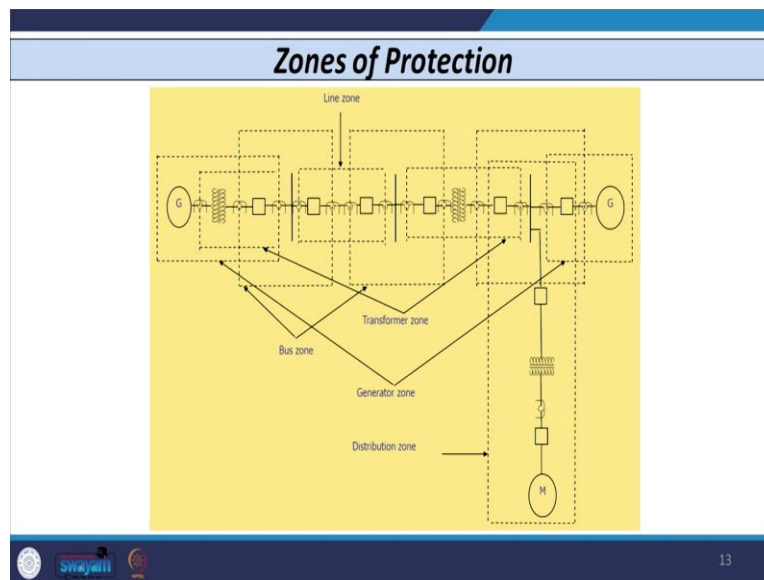 Zones of Protection
Line zone
G
G
Transformer zone
Bus zone
Generator zone
Distribution zone
M
swayam
13